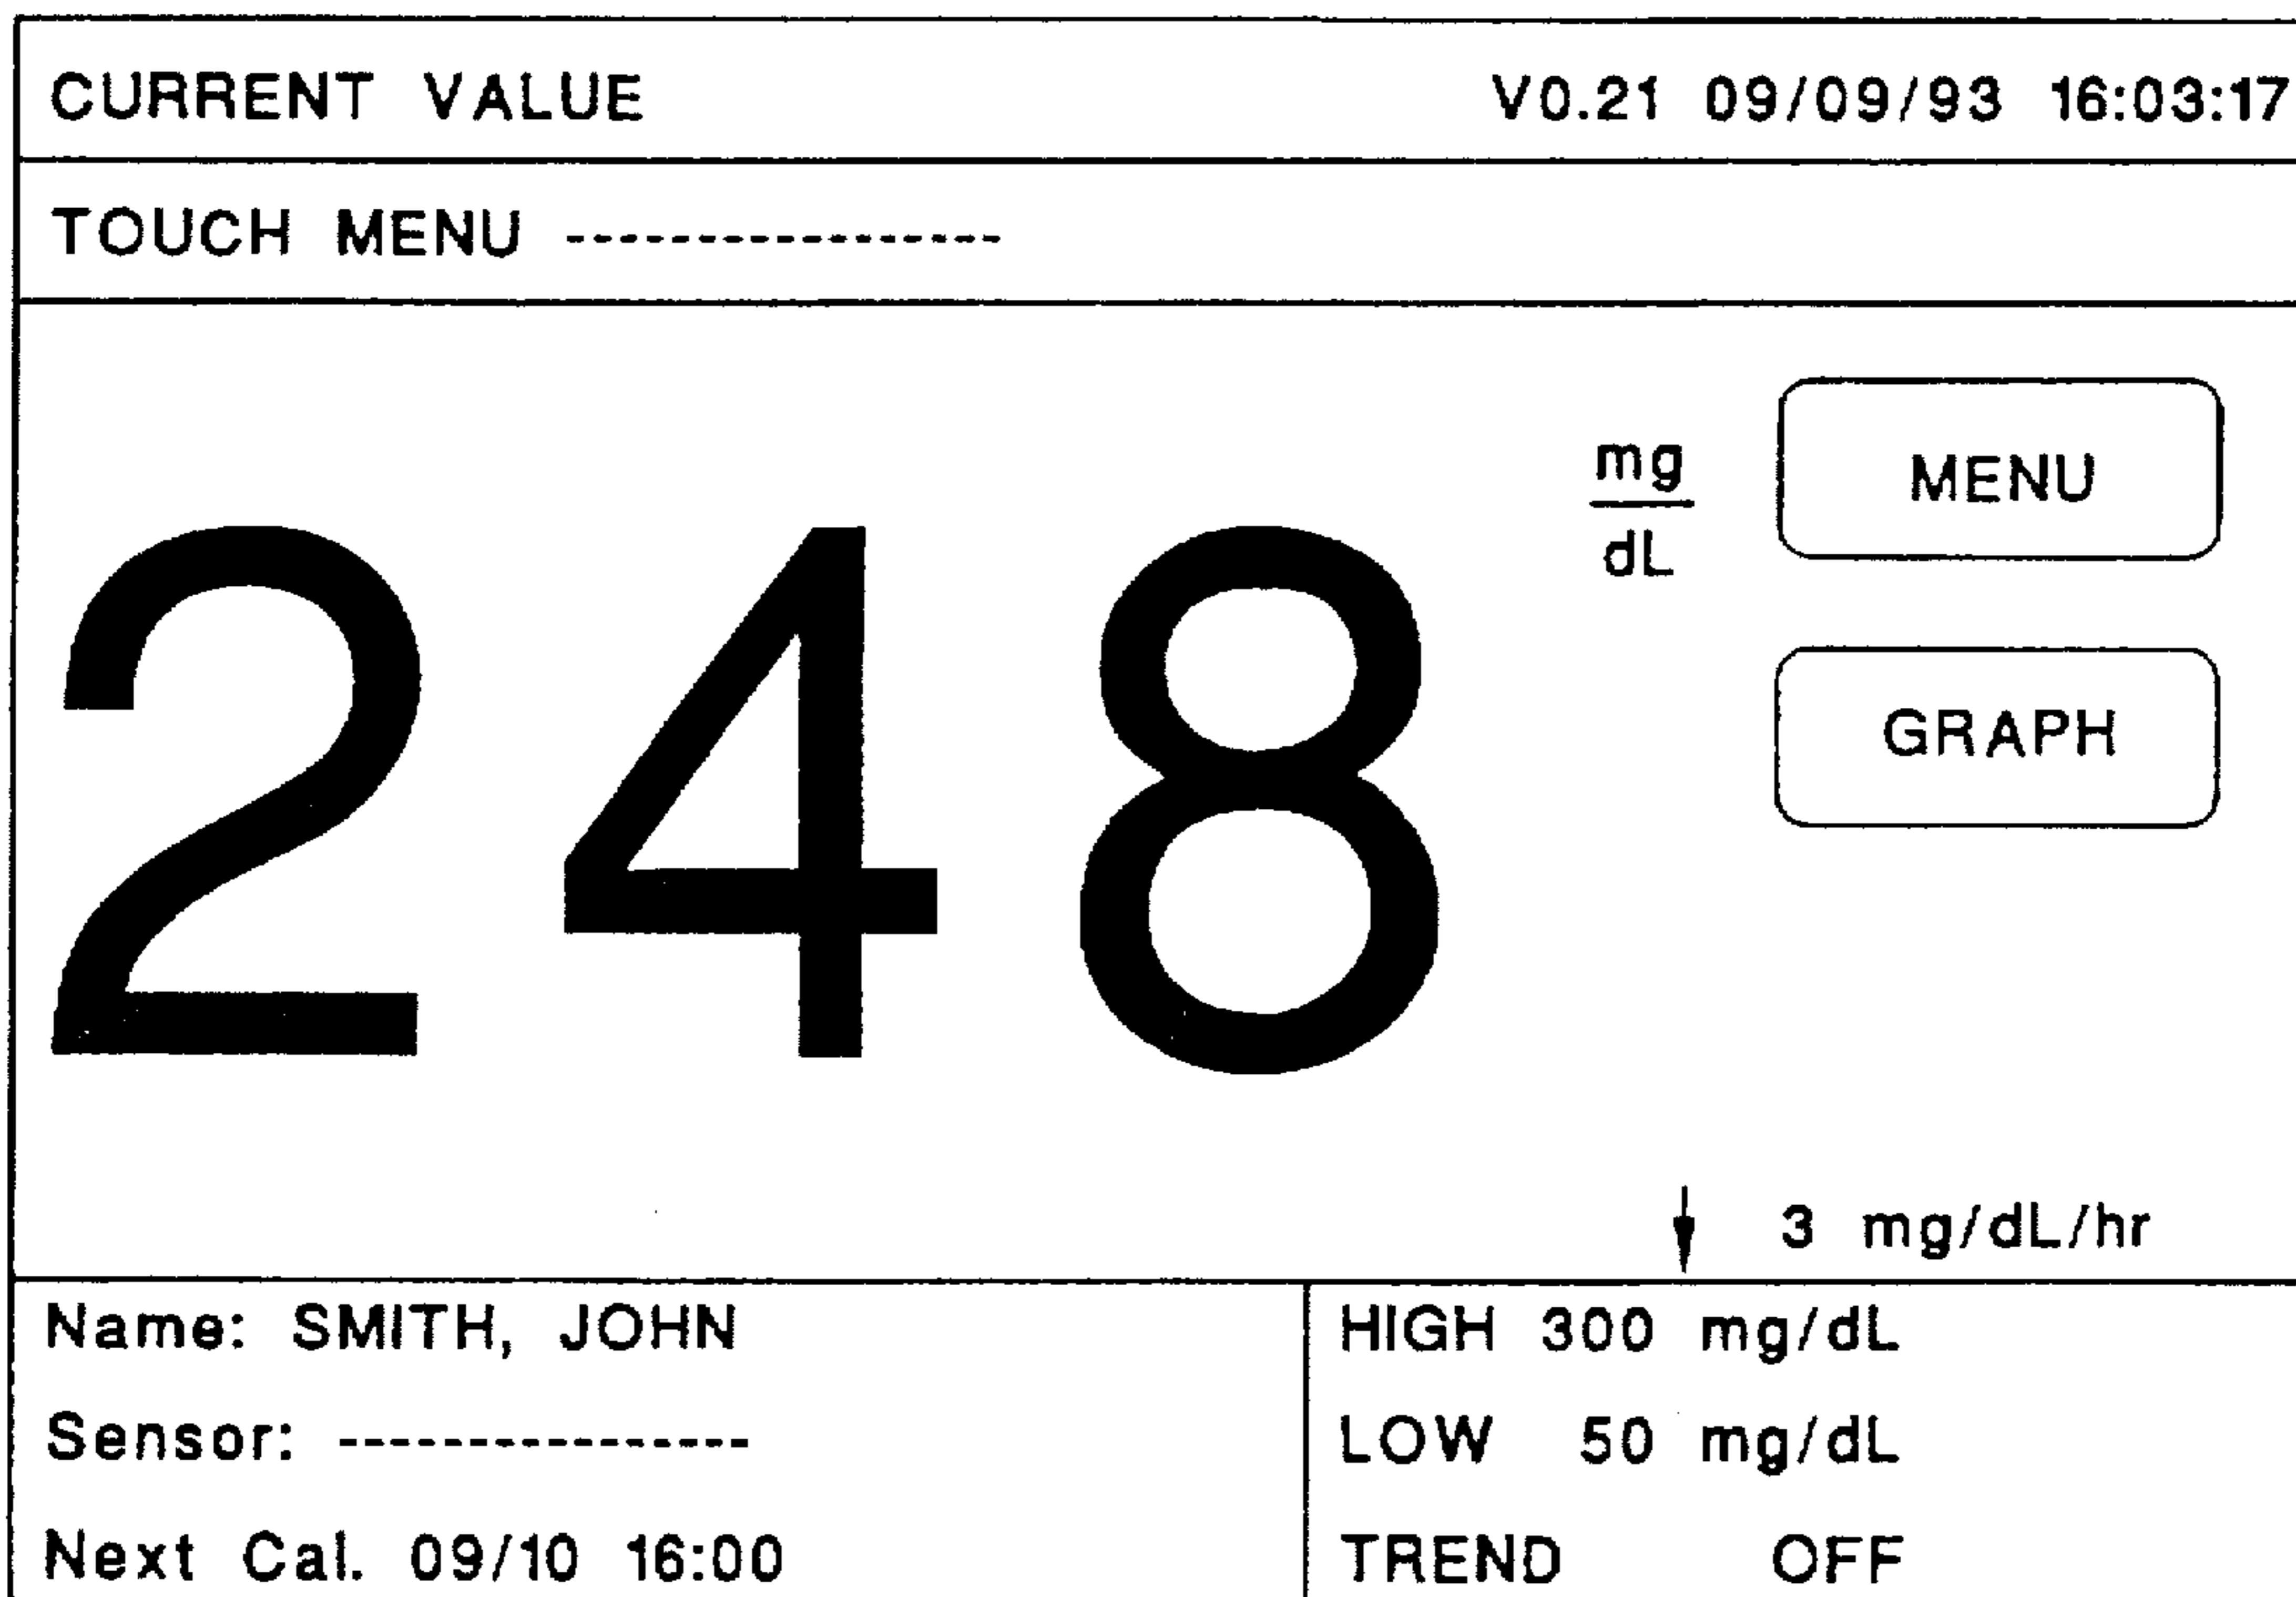 CURRENT VALUE V0.21 09/09/93 16:03:17
TOUCH MENU -----------------
248 mg/dL
MENU
GRAPH
↓ 3 mg/dL/hr
Name: SMITH, JOHN
Sensor: ----------------
Next Cal. 09/10 16:00
HIGH 300 mg/dL
LOW 50 mg/dL
TREND OFF